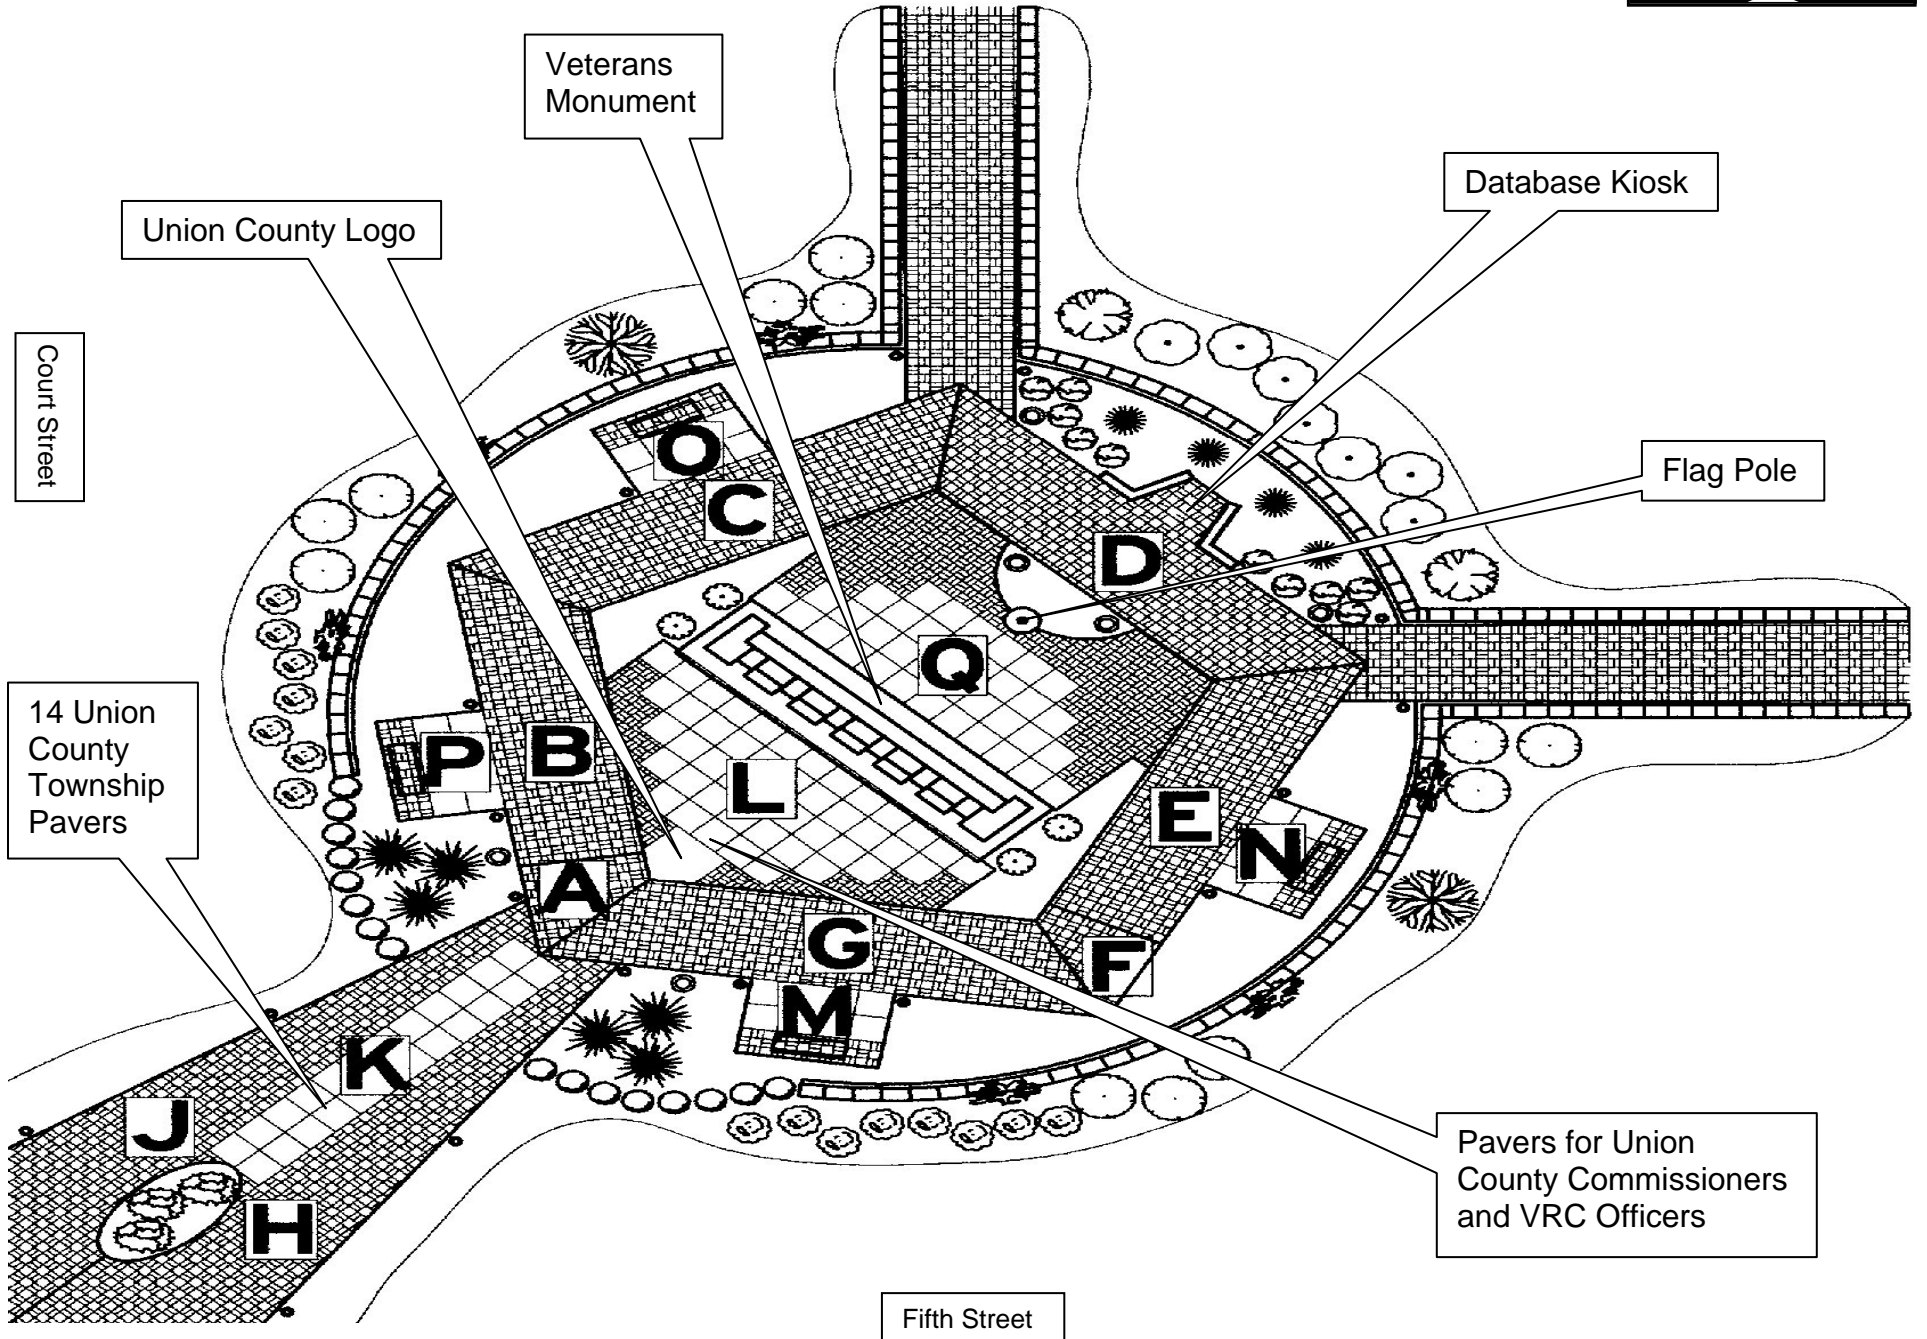 Veterans
Monument
Database Kiosk
Union County Logo
Court Street
Flag Pole
O
C
D
Q
14 Union
County
Township
Pavers
P
B
L
E
N
A
G
F
M
K
J
H
Pavers for Union
County Commissioners
and VRC Officers
Fifth Street